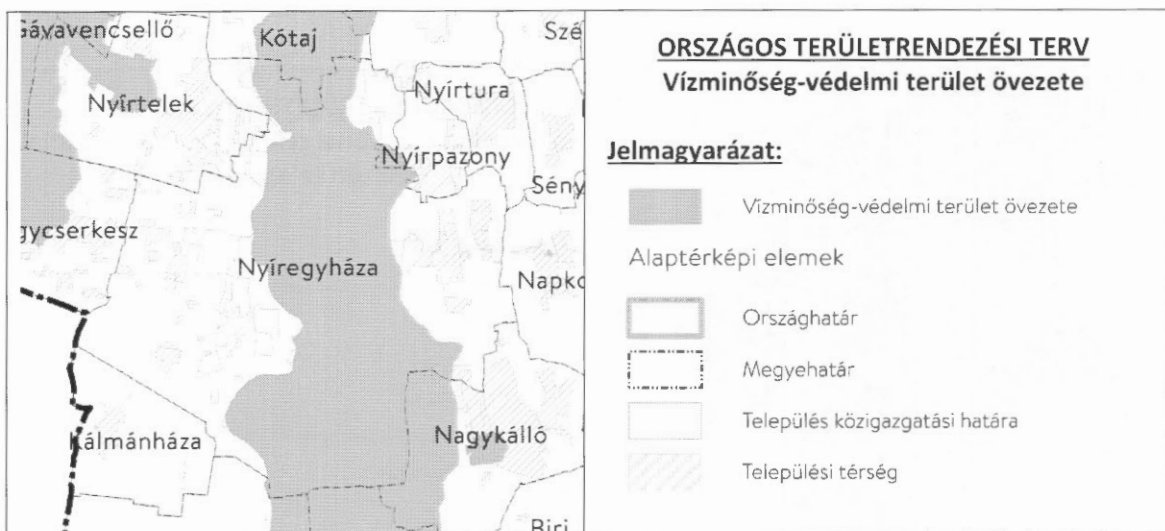 Gávavencsellő
Kótaj
Szé
Nyírtelek
Nyírtura
Nyírpazony
Sény
gycserkesz
Nyíregyháza
Napko
Kálmánháza
Nagykálló
Biri
ORSZÁGOS TERÜLETRENDEZÉSI TERV
Vízminőség-védelmi terület övezete
Jelmagyarázat:
Vízminőség-védelmi terület övezete
Alaptérképi elemek
Országhatár
Megyehatár
Település közigazgatási határa
Települési térség